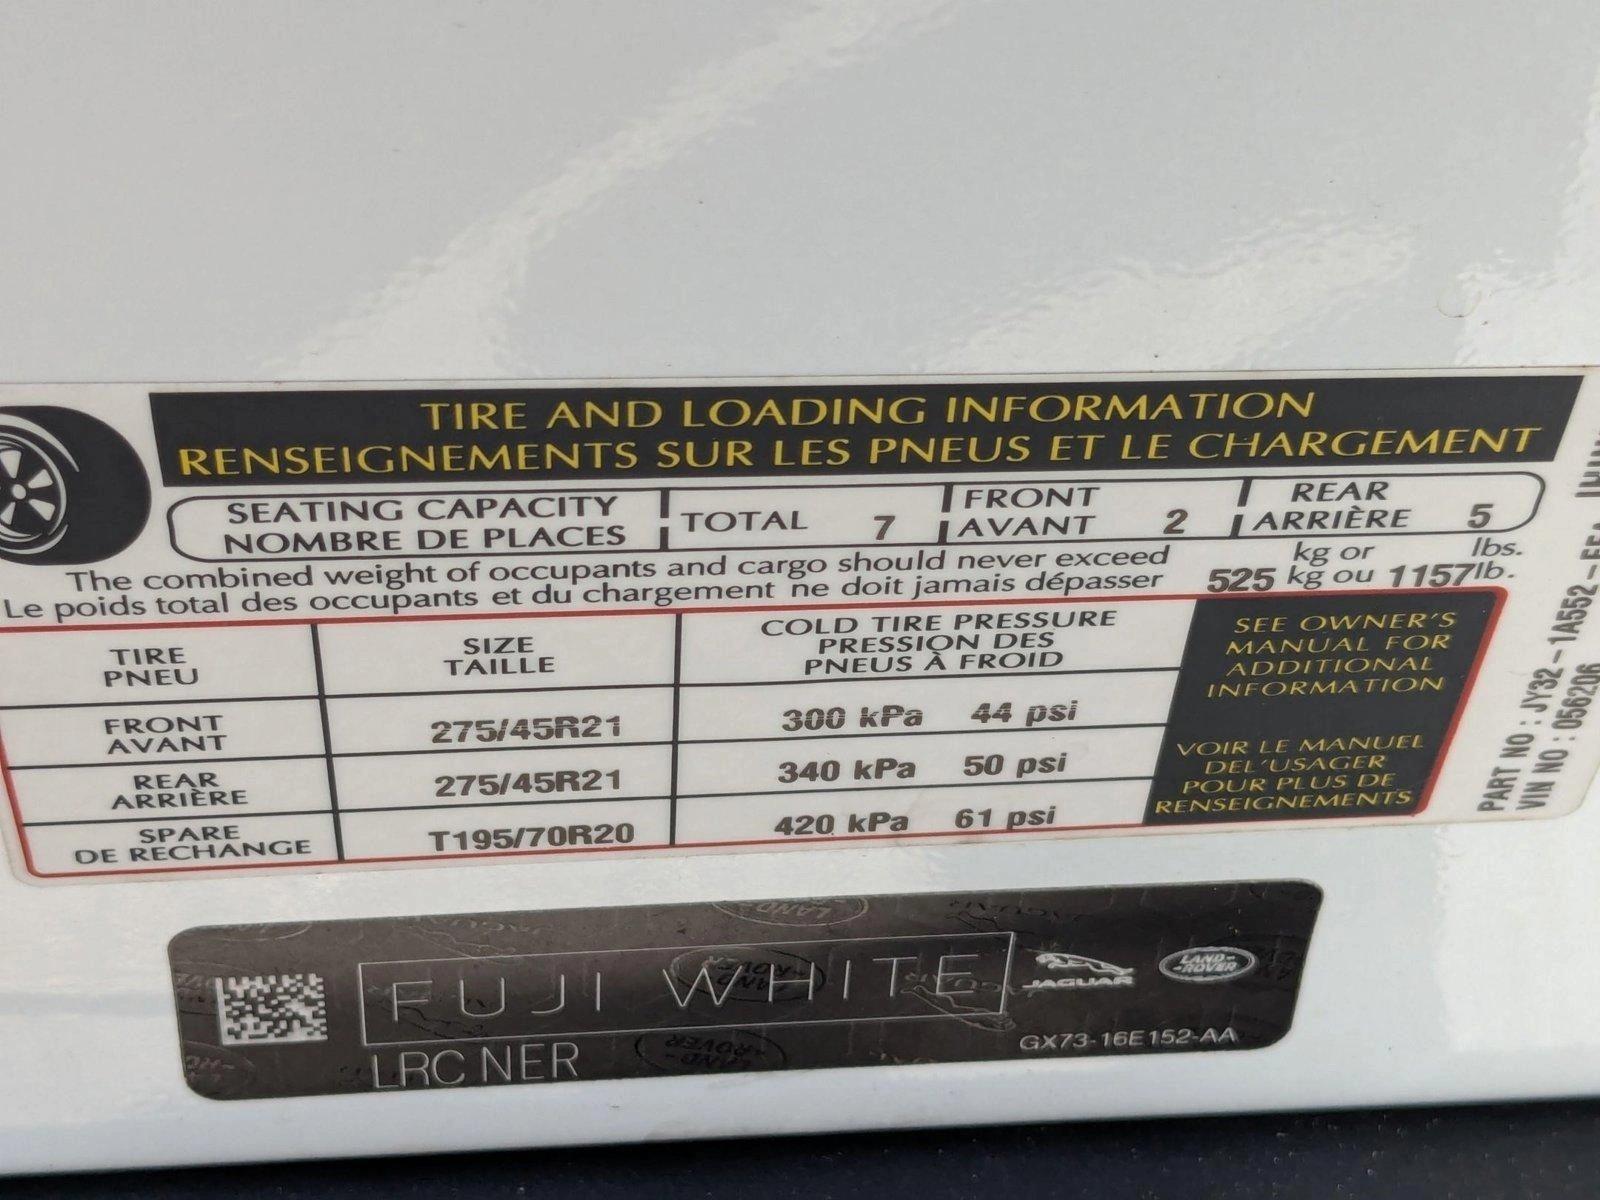 TIRE AND LOADING INFORMATION
RENSEIGNEMENTS SUR LES PNEUS ET LE CHARGEMENT
SEATING CAPACITY
NOMBRE DE PLACES
TOTAL 7
FRONT
AVANT 2
REAR
ARRIÈRE 5
The combined weight of occupants and cargo should never exceed
Le poids total des occupants et du chargement ne doit jamais dépasser
525 kg or
kg ou 1157 lbs.
lb.
TIRE
PNEU
SIZE
TAILLE
COLD TIRE PRESSURE
PRESSION DES
PNEUS À FROID
FRONT
AVANT
275/45R21
300 kPa 44 psi
REAR
ARRIÈRE
275/45R21
340 kPa 50 psi
SPARE
DE RECHANGE
T195/70R20
420 kPa 61 psi
SEE OWNER'S
MANUAL FOR
ADDITIONAL
INFORMATION
VOIR LE MANUEL
DEL'USAGER
POUR PLUS DE
RENSEIGNEMENTS
PART NO : JY32-1A552-
VIN NO : 056206
FUJI WHITE
JAGUAR
LAND-
-ROVER
LRC NER
GX73-16E152-AA